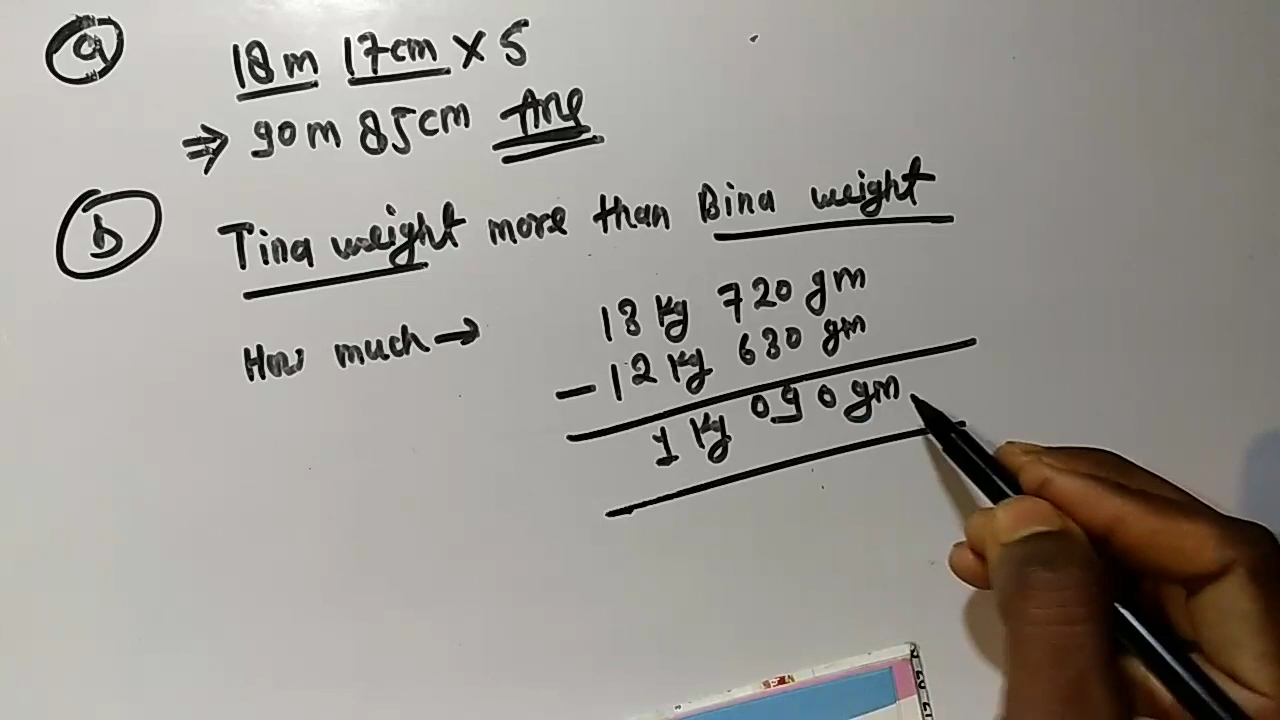 a
18m 17cm × 5
⇒ 90m 85cm Ans
b
Tina weight more than Bina weight
How much →
13 kg 720 gm
− 12 kg 630 gm
1 kg 090 gm